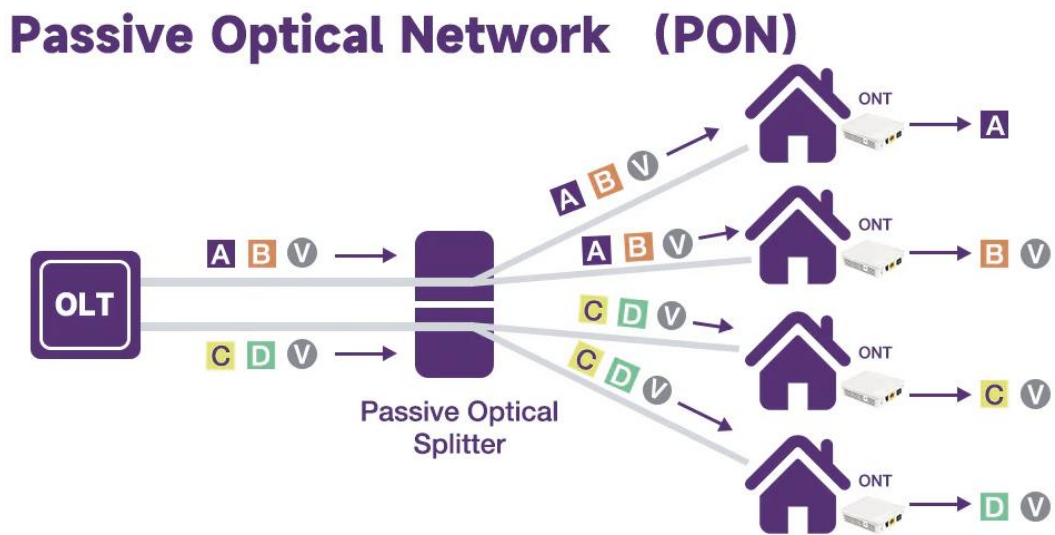 Passive Optical Network (PON)
ONT
A
A B V
A B V
ONT
A B V
B V
OLT
C D V
C D V
ONT
C D V
C V
Passive Optical
Splitter
ONT
D V